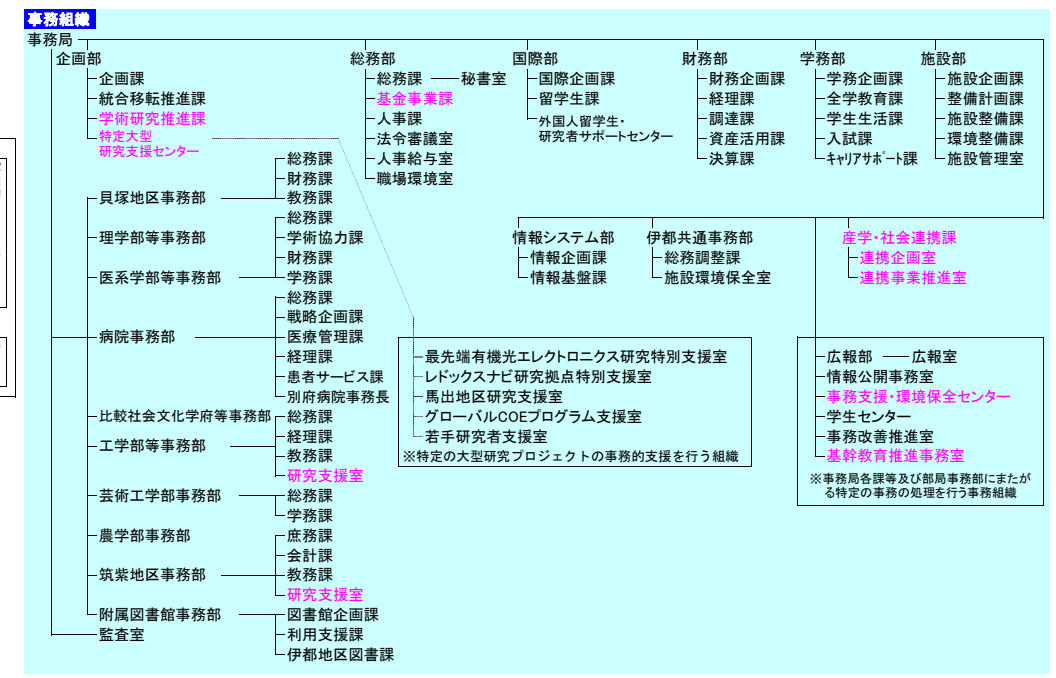 事務組織
事務局
企画部
企画課
統合移転推進課
学術研究推進課
特定大型
研究支援センター
総務部
総務課
秘書室
基金事業課
人事課
法令審議室
人事給与室
職場環境室
国際部
国際企画課
留学生課
外国人留学生・
研究者サポートセンター
財務部
財務企画課
経理課
調達課
資産活用課
決算課
学務部
学務企画課
全学教育課
学生生活課
入試課
キャリアサポート課
施設部
施設企画課
整備計画課
施設整備課
環境整備課
施設管理室
貝塚地区事務部
総務課
財務課
教務課
理学部等事務部
医系学部等事務部
総務課
学術協力課
財務課
学務課
病院事務部
総務課
戦略企画課
医療管理課
経理課
患者サービス課
別府病院事務長
比較社会文化学府等事務部
工学部等事務部
総務課
経理課
教務課
研究支援室
芸術工学部事務部
総務課
学務課
農学部事務部
筑紫地区事務部
庶務課
会計課
教務課
研究支援室
附属図書館事務部
図書館企画課
利用支援課
伊都地区図書課
監査室
情報システム部
情報企画課
情報基盤課
伊都共通事務部
総務調整課
施設環境保全室
産学・社会連携課
連携企画室
連携事業推進室
最先端有機光エレクトロニクス研究特別支援室
レドックスナビ研究拠点特別支援室
馬出地区研究支援室
グローバルCOEプログラム支援室
若手研究者支援室
※特定の大型研究プロジェクトの事務的支援を行う組織
広報部
広報室
情報公開事務室
事務支援・環境保全センター
学生センター
事務改善推進室
基幹教育推進事務室
※事務局各課等及び部局事務部にまたが
る特定の事務の処理を行う事務組織